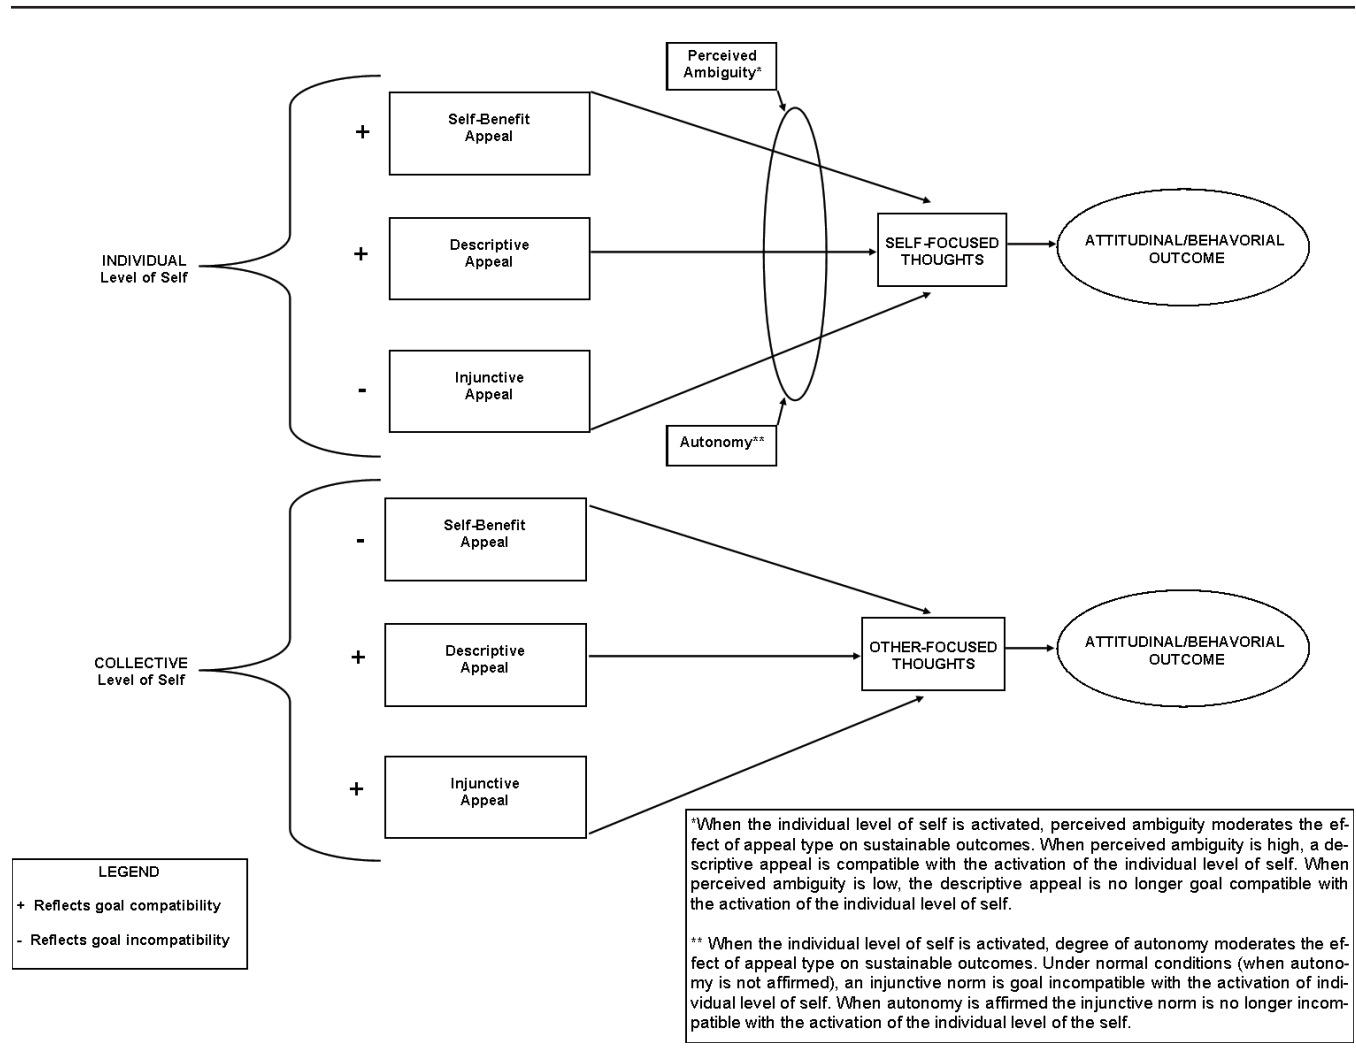 Perceived
Ambiguity*
+
Self-Benefit
Appeal
INDIVIDUAL
Level of Self
+
Descriptive
Appeal
SELF-FOCUSED
THOUGHTS
ATTITUDINAL/BEHAVORIAL
OUTCOME
-
Injunctive
Appeal
Autonomy**
-
Self-Benefit
Appeal
COLLECTIVE
Level of Self
+
Descriptive
Appeal
OTHER-FOCUSED
THOUGHTS
ATTITUDINAL/BEHAVORIAL
OUTCOME
+
Injunctive
Appeal
LEGEND
+ Reflects goal compatibility
- Reflects goal incompatibility
*When the individual level of self is activated, perceived ambiguity moderates the ef-
fect of appeal type on sustainable outcomes. When perceived ambiguity is high, a de-
scriptive appeal is compatible with the activation of the individual level of self. When
perceived ambiguity is low, the descriptive appeal is no longer goal compatible with
the activation of the individual level of self.
** When the individual level of self is activated, degree of autonomy moderates the ef-
fect of appeal type on sustainable outcomes. Under normal conditions (when autono-
my is not affirmed), an injunctive norm is goal incompatible with the activation of indi-
vidual level of self. When autonomy is affirmed the injunctive norm is no longer incom-
patible with the activation of the individual level of the self.